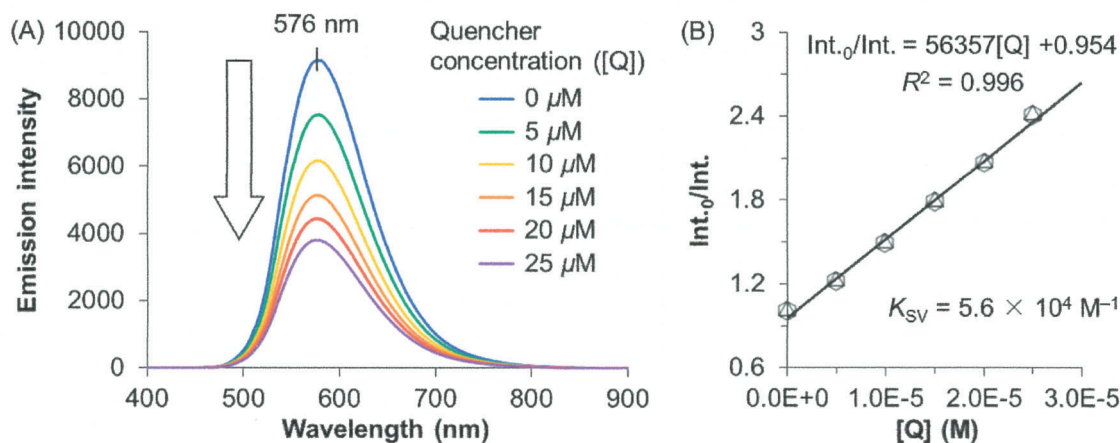 (A)
10000
8000
6000
4000
2000
0
Emission intensity
576 nm
Quencher
concentration ([Q])
0 µM
5 µM
10 µM
15 µM
20 µM
25 µM
400 500 600 700 800 900
Wavelength (nm)
(B)
3.0
2.4
1.8
1.2
0.6
Int.₀/Int.
Int.₀/Int. = 56357[Q] +0.954
R² = 0.996
K_SV = 5.6 × 10⁴ M⁻¹
0.0E+0 1.0E-5 2.0E-5 3.0E-5
[Q] (M)